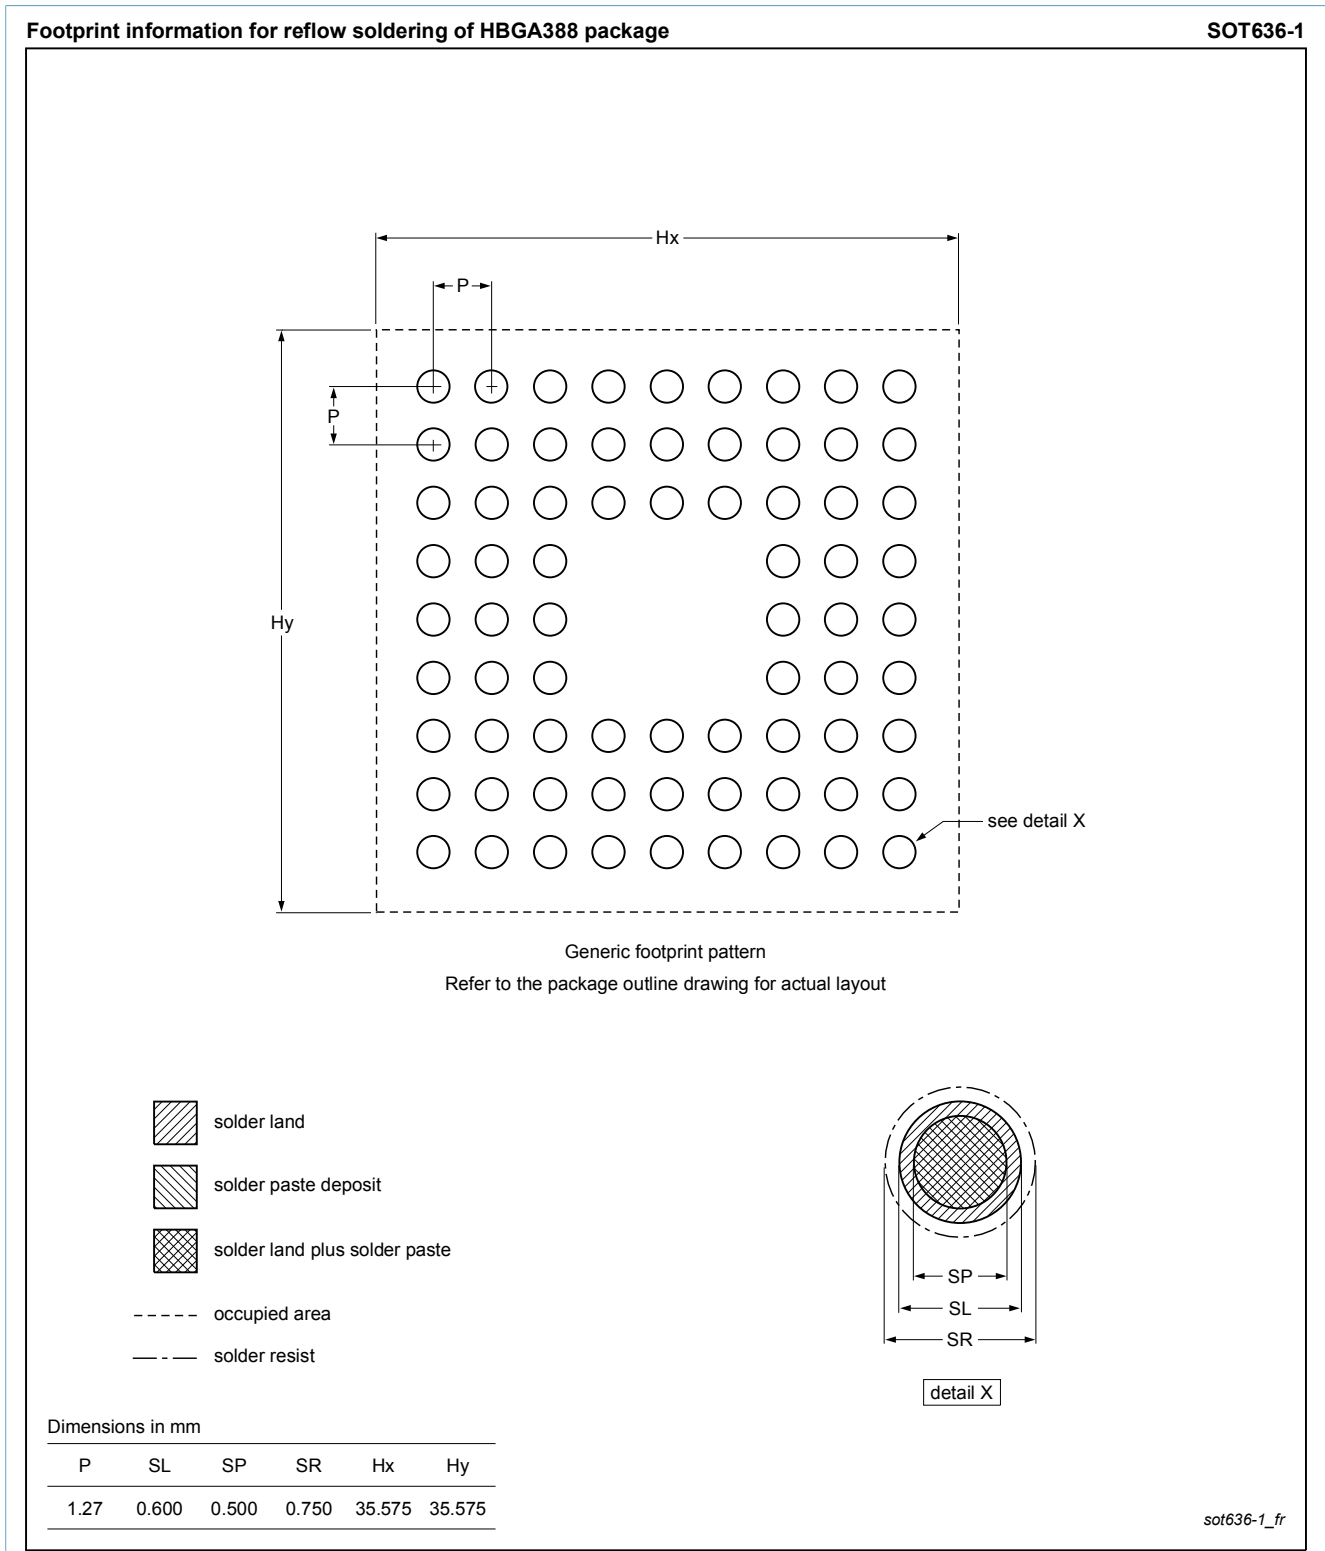 Footprint information for reflow soldering of HBGA388 package SOT636-1
Hx
P
P
Hy
see detail X
Generic footprint pattern
Refer to the package outline drawing for actual layout
solder land
solder paste deposit
solder land plus solder paste
occupied area
solder resist
SP
SL
SR
detail X
Dimensions in mm
P SL SP SR Hx Hy
1.27 0.600 0.500 0.750 35.575 35.575
sot636-1_fr